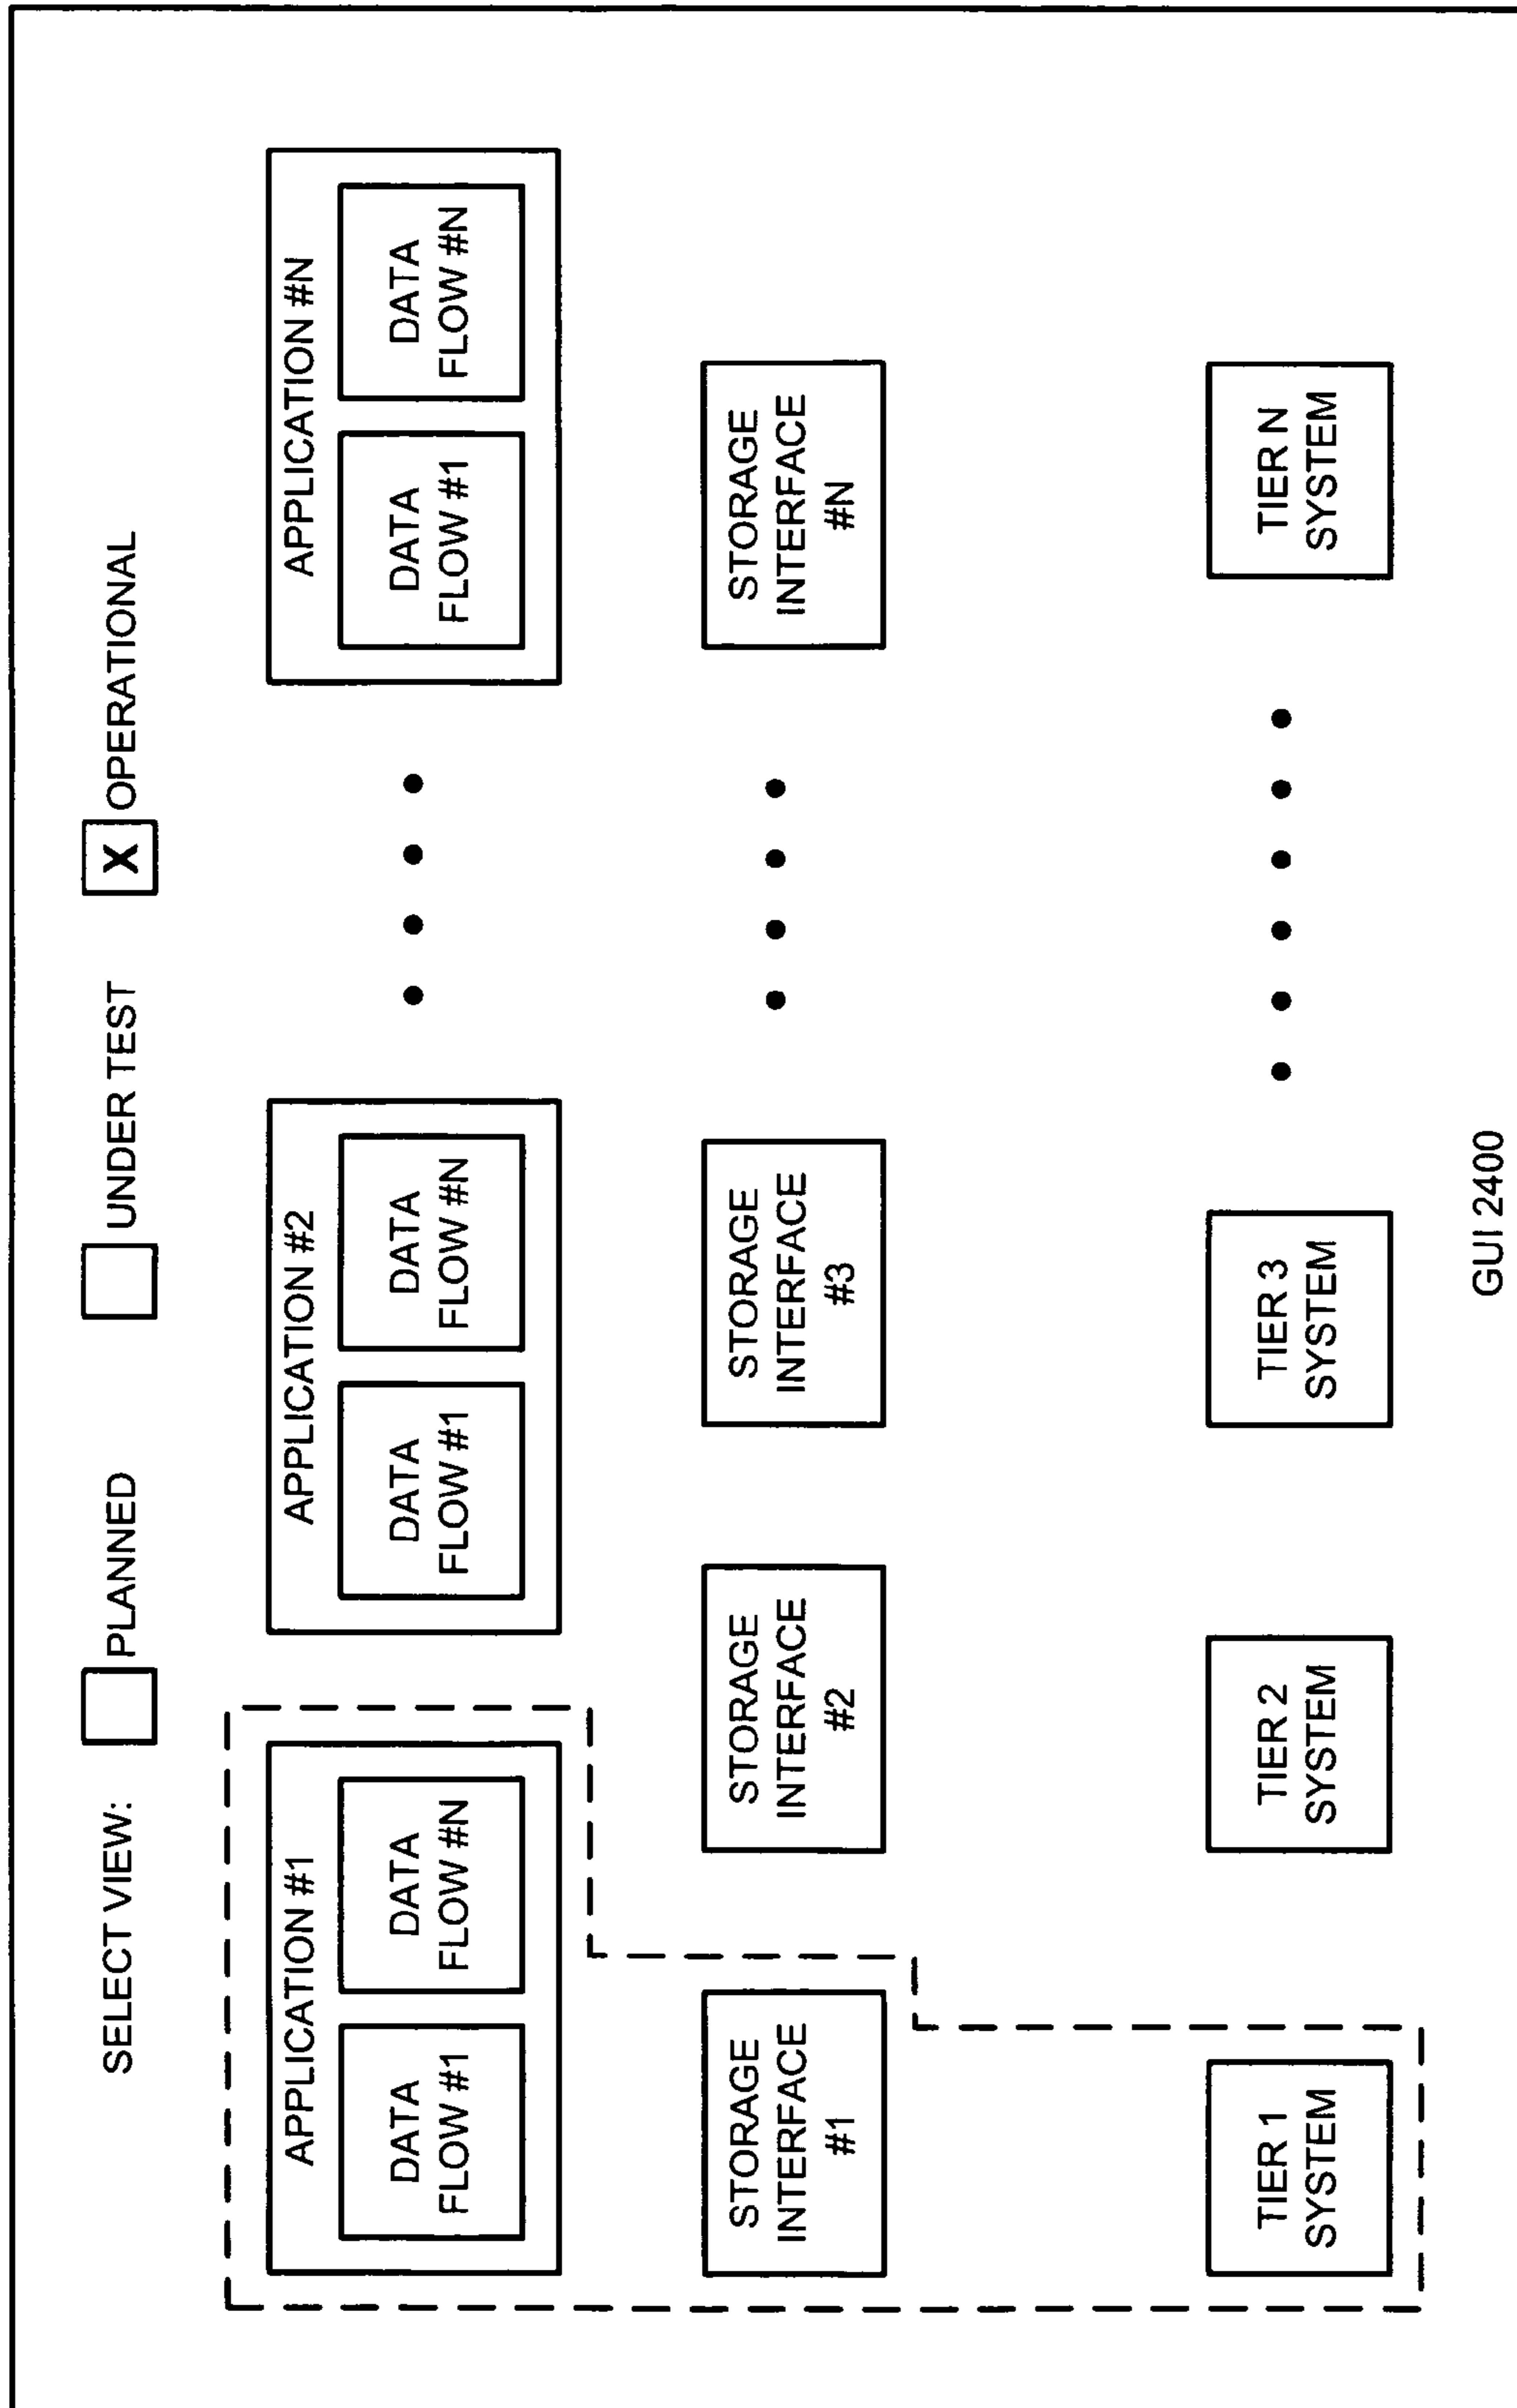 SELECT VIEW: PLANNED UNDER TEST X OPERATIONAL
APPLICATION #1
DATA
FLOW #1
DATA
FLOW #N
APPLICATION #2
DATA
FLOW #1
DATA
FLOW #N
APPLICATION #N
DATA
FLOW #1
DATA
FLOW #N
STORAGE
INTERFACE
#1
STORAGE
INTERFACE
#2
STORAGE
INTERFACE
#3
STORAGE
INTERFACE
#N
TIER 1
SYSTEM
TIER 2
SYSTEM
TIER 3
SYSTEM
TIER N
SYSTEM
GUI 2400